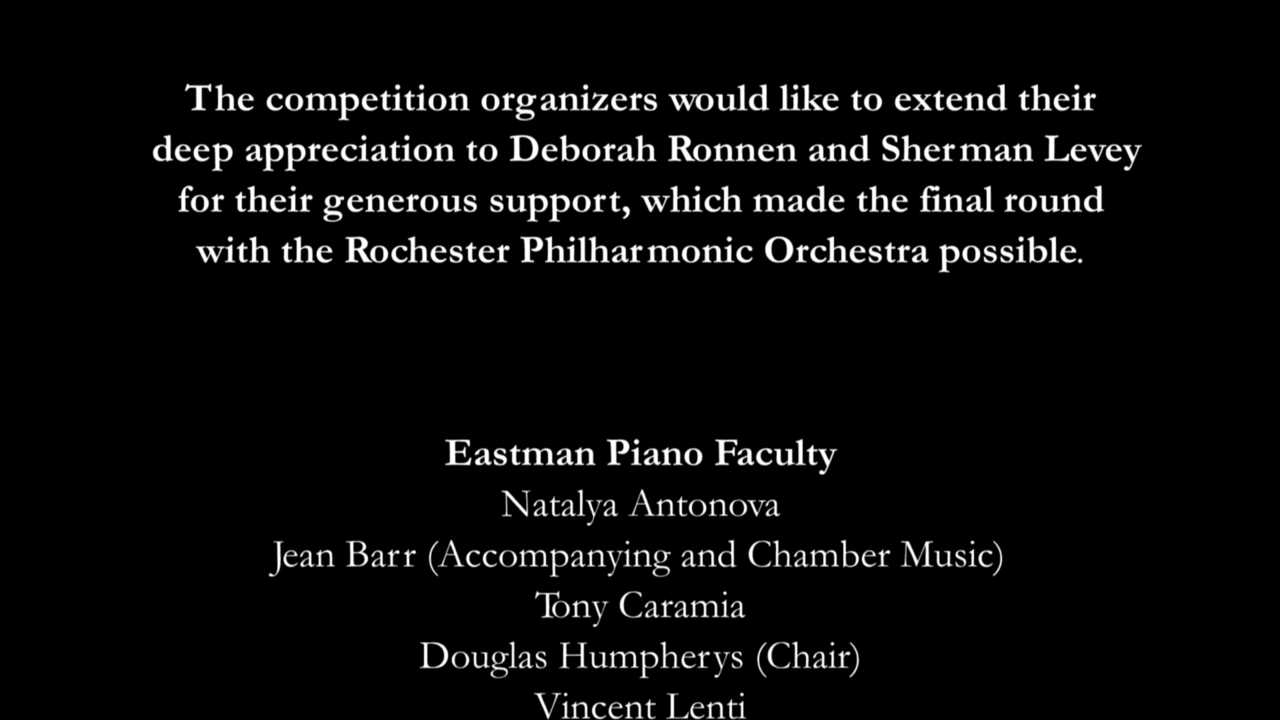 The competition organizers would like to extend their
deep appreciation to Deborah Ronnen and Sherman Levey
for their generous support, which made the final round
with the Rochester Philharmonic Orchestra possible.
Eastman Piano Faculty
Natalya Antonova
Jean Barr (Accompanying and Chamber Music)
Tony Caramia
Douglas Humpherys (Chair)
Vincent Lenti